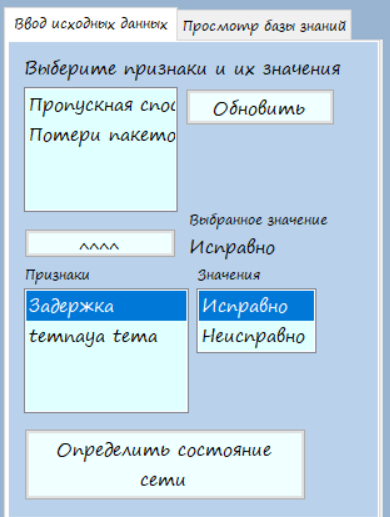 Ввод исходных данных Просмотр базы знаний
Выберите признаки и их значения
Пропускная спос
Обновить
Потери пакето
Выбранное значение
^^^^ Исправно
Признаки Значения
Задержка Исправно
temnaya tema Неисправно
Определить состояние
сети